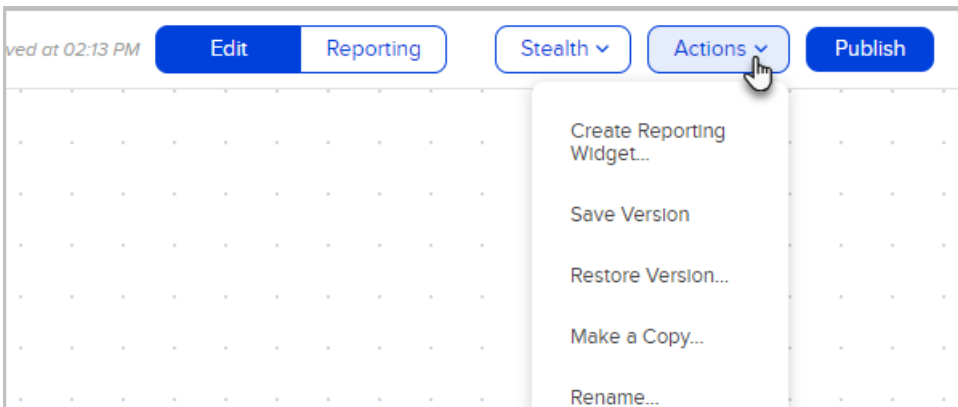 ved at 02:13 PM Edit Reporting Stealth Actions Publish
Create Reporting
Widget...
Save Version
Restore Version...
Make a Copy...
Rename...